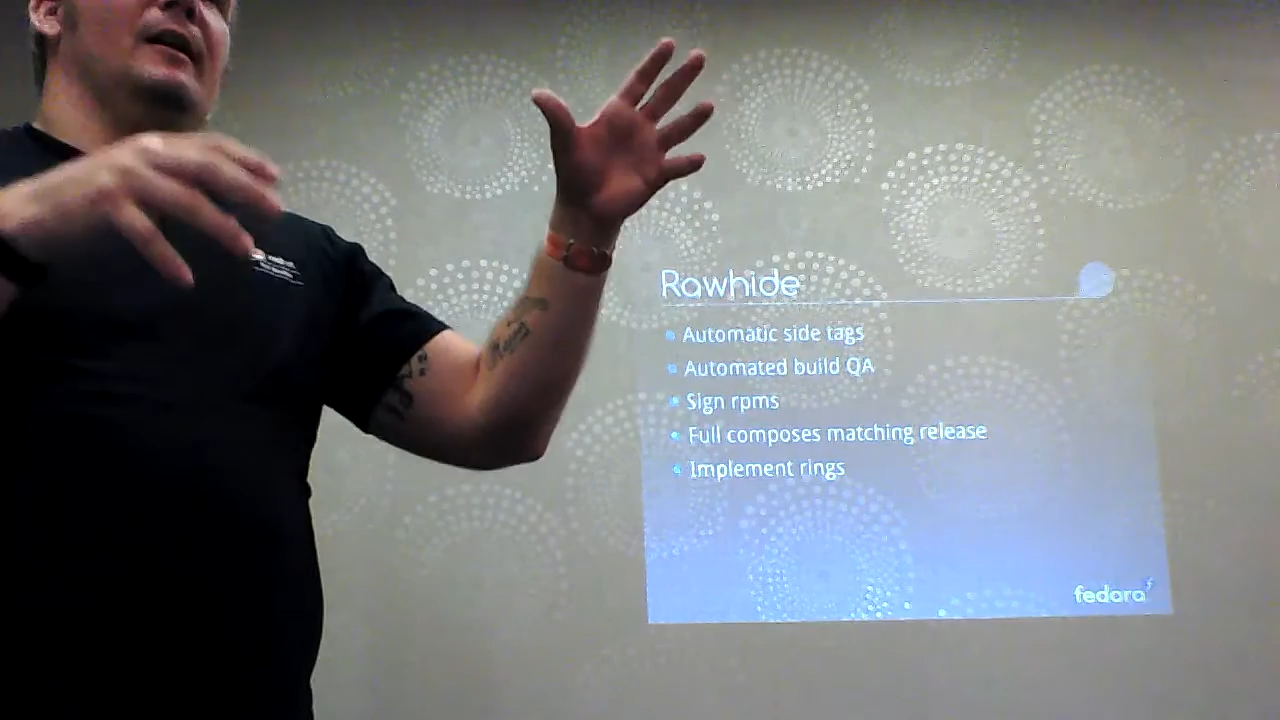 Rawhide
Automatic side tags
Automated build QA
Sign rpms
Full composes matching release
Implement rings
fedora